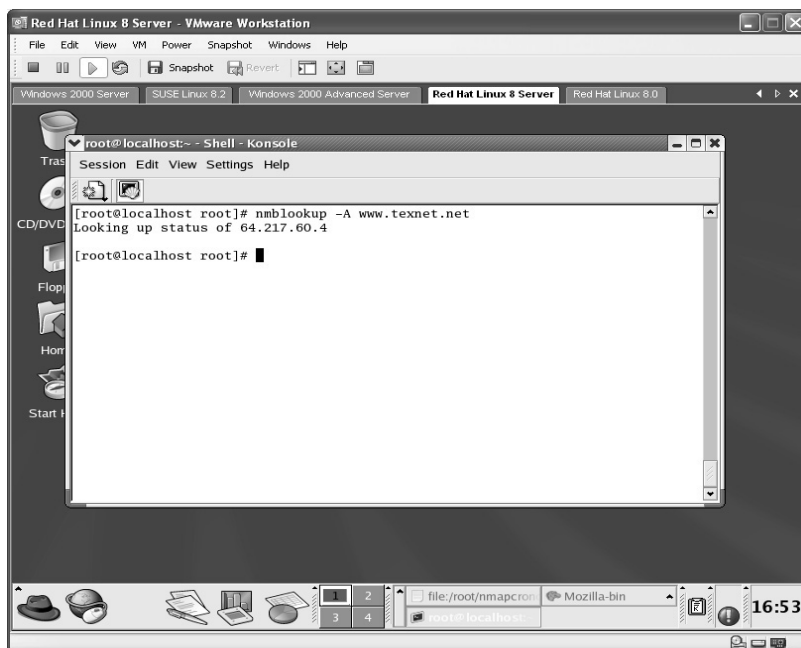 Red Hat Linux 8 Server - VMware Workstation
File Edit View VM Power Snapshot Windows Help
Snapshot Revert
Windows 2000 Server SUSE Linux 8.2 Windows 2000 Advanced Server Red Hat Linux 8 Server Red Hat Linux 8.0
root@localhost:~ - Shell - Konsole
Session Edit View Settings Help
[root@localhost root]# nmblookup -A www.texnet.net
Looking up status of 64.217.60.4
[root@localhost root]#
Tras
CD/DVD
Flopp
Hom
Start H
1 2 file:/root/nmapcron Mozilla-bin
3 4 root@localhost:
16:53